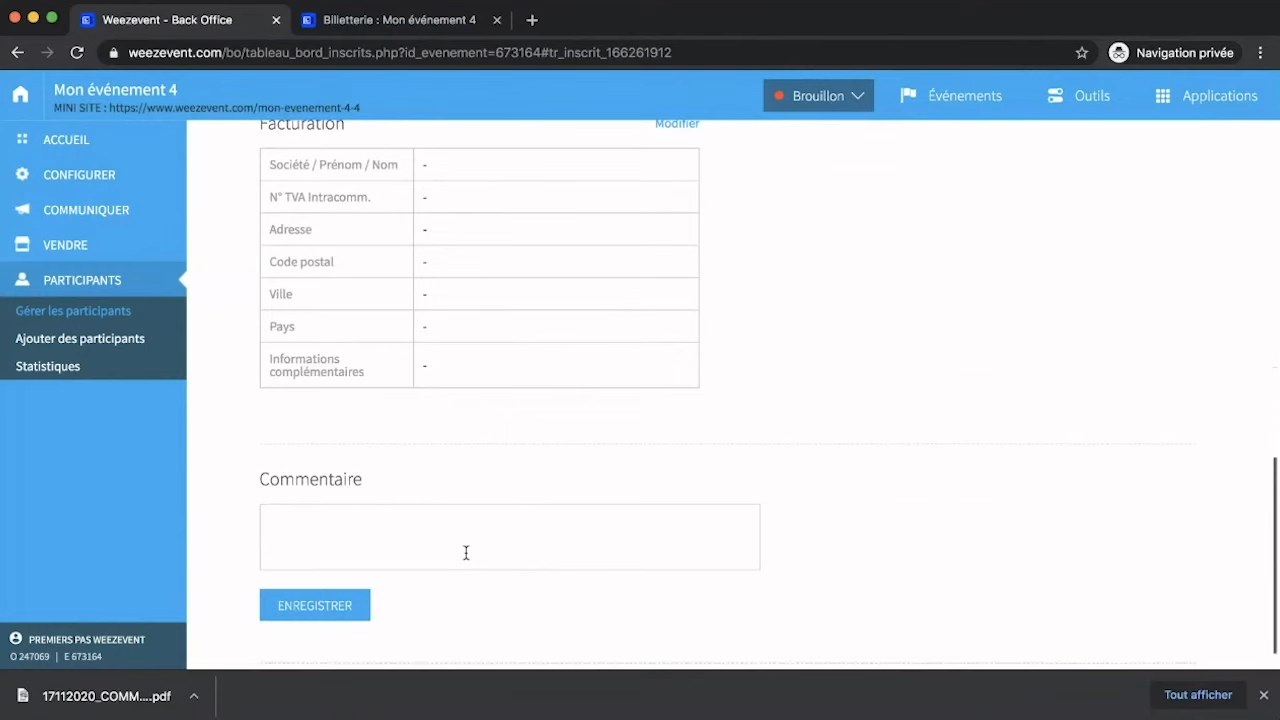 Weezevent - Back Office
Billetterie : Mon événement 4
weezevent.com/bo/tableau_bord_inscrits.php?id_evenement=673164#tr_inscrit_166261912
Navigation privée
Mon événement 4
MINI SITE : https://www.weezevent.com/mon-evenement-4-4
Brouillon
Événements
Outils
Applications
ACCUEIL
CONFIGURER
COMMUNIQUER
VENDRE
PARTICIPANTS
Gérer les participants
Ajouter des participants
Statistiques
Facturation
Modifier
Société / Prénom / Nom -
N° TVA Intracomm. -
Adresse -
Code postal -
Ville -
Pays -
Informations
complémentaires -
Commentaire
ENREGISTRER
PREMIERS PAS WEEZEVENT
O 247069 | E 673164
17112020_COMM....pdf
Tout afficher